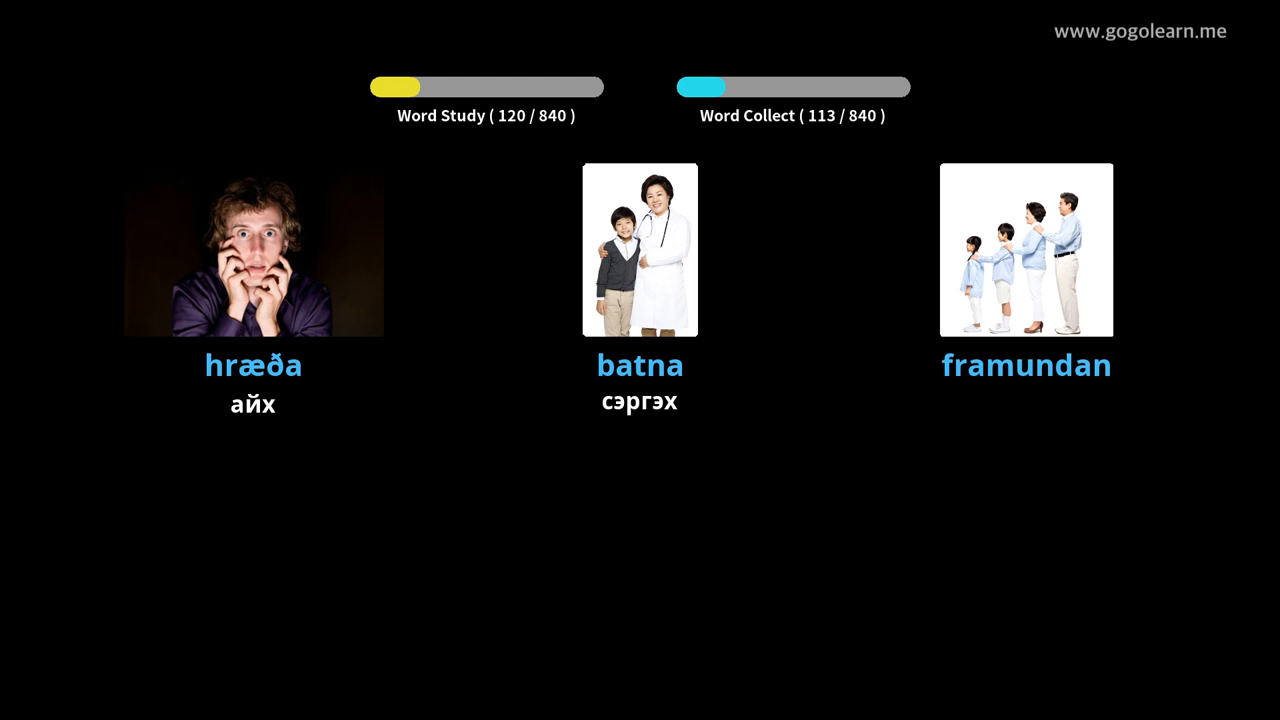 www.gogolearn.me
Word Study ( 120 / 840 )
Word Collect ( 113 / 840 )
hræða
batna
framundan
айх
сэргэх